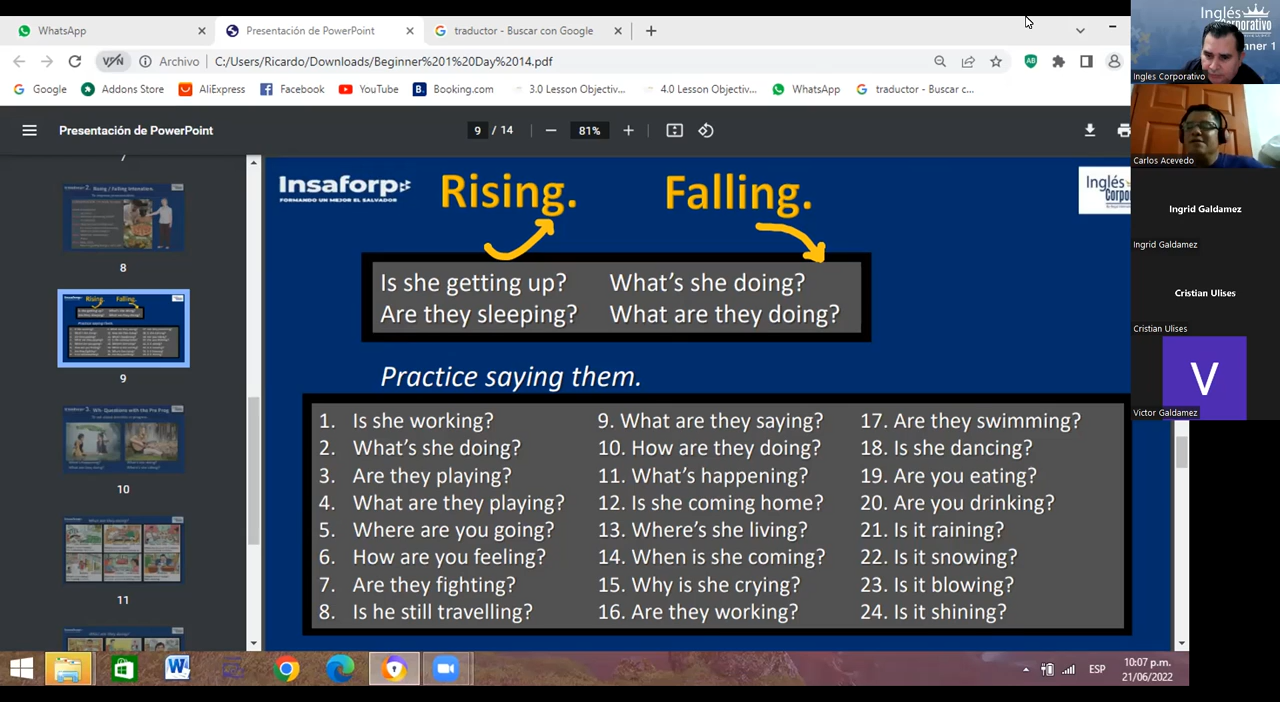 WhatsApp
Presentación de PowerPoint
traductor - Buscar con Google
Archivo
C:/Users/Ricardo/Downloads/Beginner%201%20Day%2014.pdf
Google
Addons Store
AliExpress
Facebook
YouTube
Booking.com
3.0 Lesson Objectiv...
4.0 Lesson Objectiv...
WhatsApp
traductor - Buscar c...
Presentación de PowerPoint
9 / 14
81%
7
8
9
10
11
Insaforp
FORMANDO UN MEJOR EL SALVADOR
Rising.
Falling.
Inglés
Is she getting up?
What's she doing?
Are they sleeping?
What are they doing?
Practice saying them.
1. Is she working?
2. What's she doing?
3. Are they playing?
4. What are they playing?
5. Where are you going?
6. How are you feeling?
7. Are they fighting?
8. Is he still travelling?
9. What are they saying?
10. How are they doing?
11. What's happening?
12. Is she coming home?
13. Where's she living?
14. When is she coming?
15. Why is she crying?
16. Are they working?
17. Are they swimming?
18. Is she dancing?
19. Are you eating?
20. Are you drinking?
21. Is it raining?
22. Is it snowing?
23. Is it blowing?
24. Is it shining?
Inglés
Ingles Corporativo
Carlos Acevedo
Ingrid Galdamez
Ingrid Galdamez
Cristian Ulises
Cristian Ulises
V
Victor Galdamez
ESP
10:07 p.m.
21/06/2022